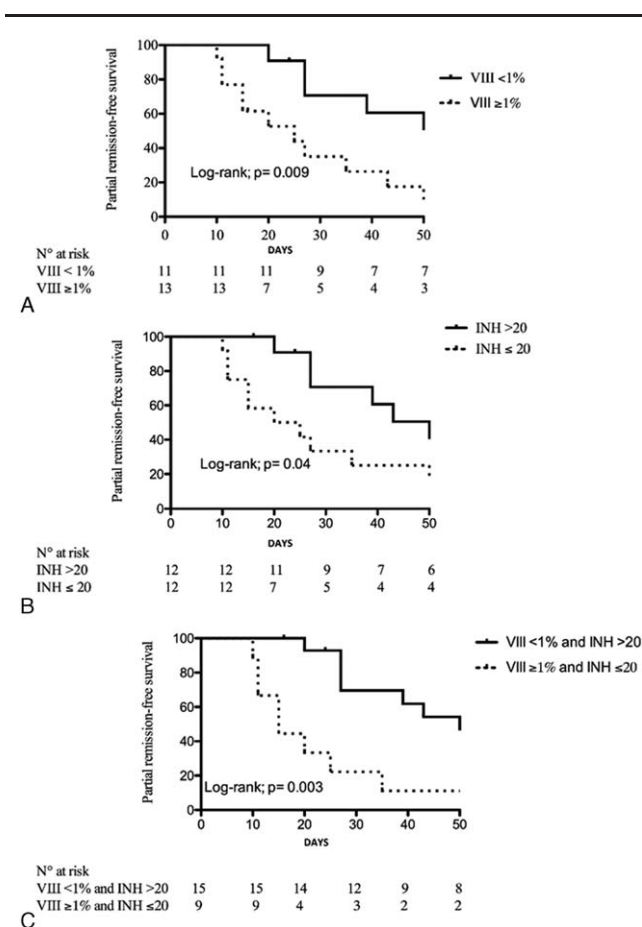 Partial remission-free survival
100
80
60
40
20
0
Log-rank; p= 0.009
VIII <1%
VIII ≥1%
0 10 20 30 40 50
DAYS
N° at risk
VIII < 1% 11 11 11 9 7 7
VIII ≥1% 13 13 7 5 4 3
A
Partial remission-free survival
100
80
60
40
20
0
Log-rank; p= 0.04
INH >20
INH ≤ 20
0 10 20 30 40 50
DAYS
N° at risk
INH >20 12 12 11 9 7 6
INH ≤ 20 12 12 7 5 4 4
B
Partial remission-free survival
100
80
60
40
20
0
Log-rank; p= 0.003
VIII <1% and INH >20
VIII ≥1% and INH ≤20
0 10 20 30 40 50
DAYS
N° at risk
VIII <1% and INH >20 15 15 14 12 9 8
VIII ≥1% and INH ≤20 9 9 4 3 2 2
C